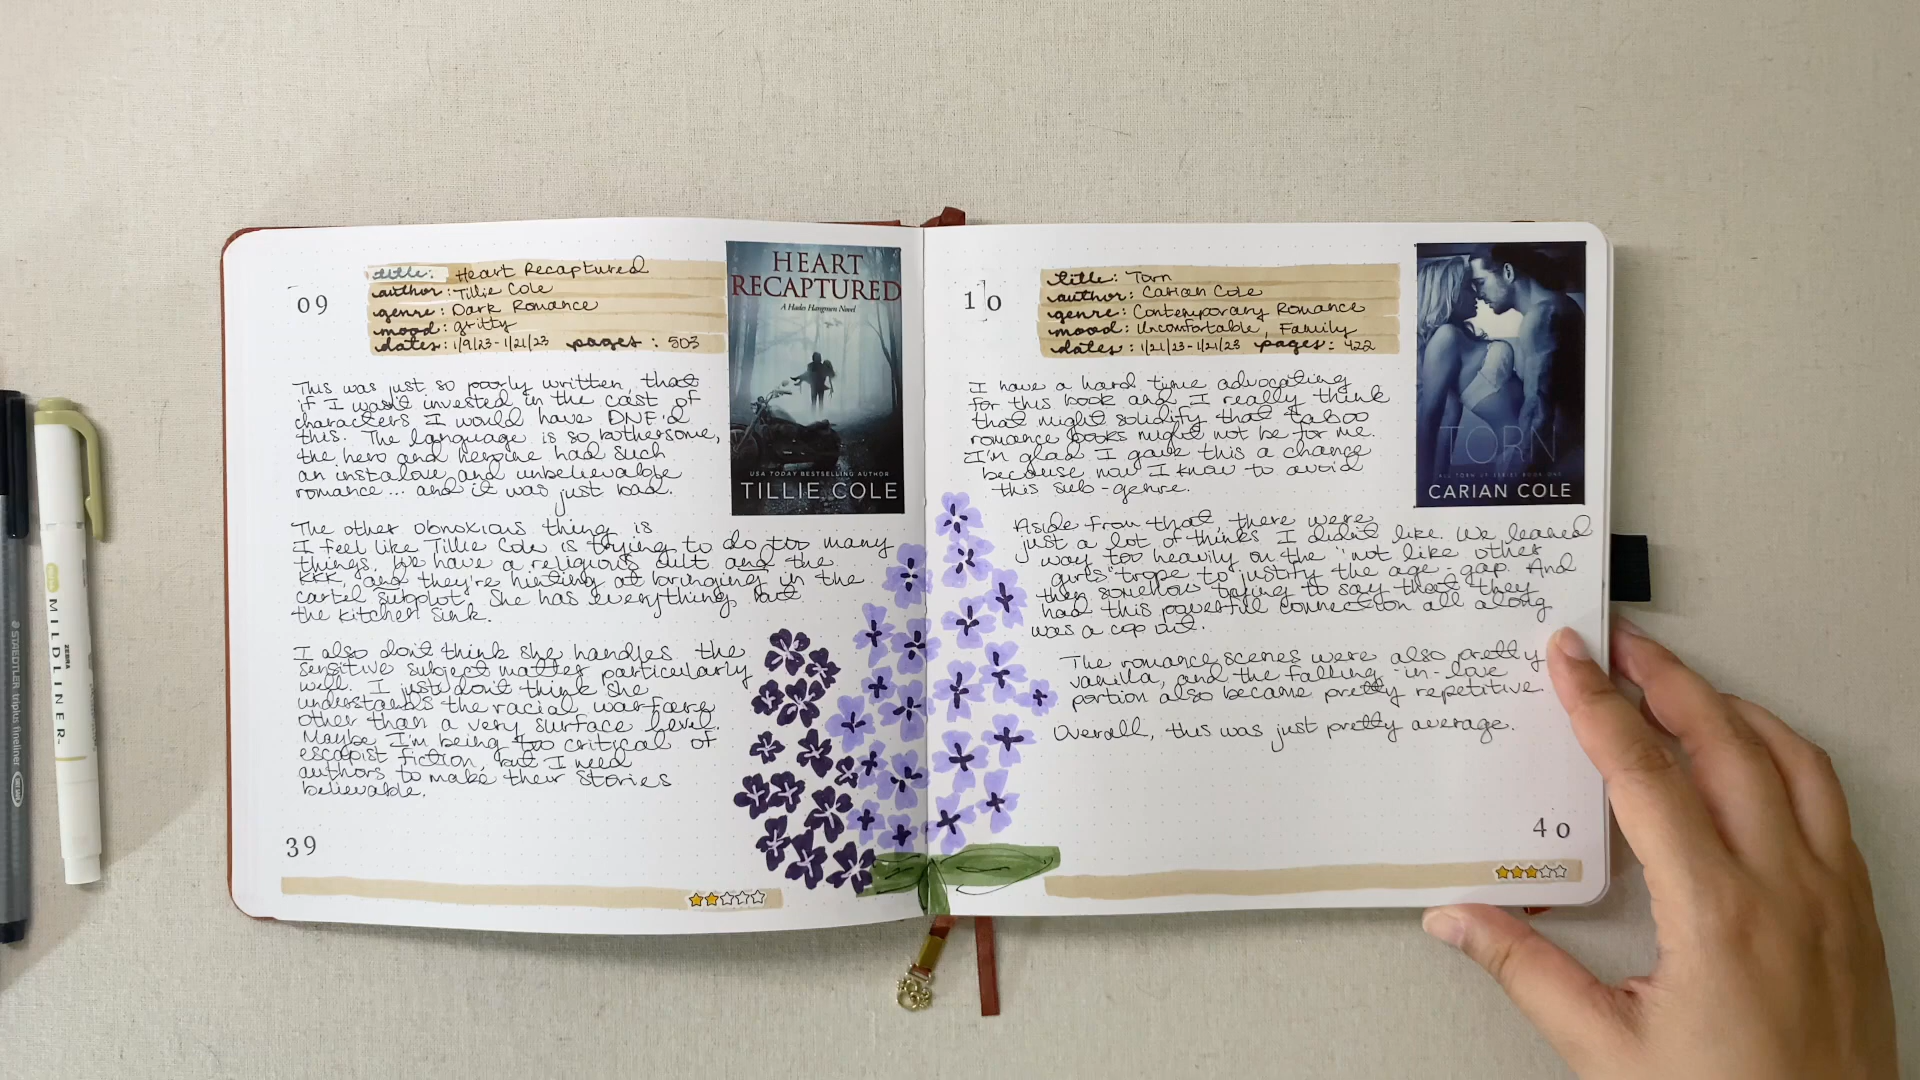 09
title: Heart Recaptured
author: Tillie Cole
genre: Dark Romance
mood: gritty
dates: 1/9/23-1/21/23 pages: 503
HEART
RECAPTURED
A Hades Hangmen Novel
USA TODAY BESTSELLING AUTHOR
TILLIE COLE
This was just so poorly written, that
if I wasn't invested in the cast of
characters I would have DNF'd
this. The language is so bothersome,
the hero and heroine had such
an instalove and unbelievable
romance... and it was just bad.
The other obnoxious thing is
I feel like Tillie Cole is trying to do too many
things. We have a religious cult and the
KKK, and they're hinting at bringing in the
cartel subplot. She has everything but
the kitchen sink.
I also don't think she handles the
sensitive subject matter particularly
well. I just don't think she
understands the racial warfare
other than a very surface level.
Maybe I'm being too critical of
escapist fiction, but I need
authors to make their stories
believable.
39
10
title: Torn
author: Carian Cole
genre: Contemporary Romance
mood: Uncomfortable, Family
dates: 1/21/23-1/21/23 pages: 422
TORN
ALL TORN UP SERIES BOOK ONE
CARIAN COLE
I have a hard time advocating
for this book and I really think
that might solidify that taboo
romance books might not be for me.
I'm glad I gave this a chance
because now I know to avoid
this sub-genre.
Aside from that, there were
just a lot of thinks I didn't like. We leaned
way too heavily on the "not like other
girls" trope to justify the age-gap. And
then somehow trying to say that they
had this powerful connection all along
was a cop out.
The romance scenes were also pretty
vanilla, and the falling-in-love
portion also became pretty repetitive.
Overall, this was just pretty average.
40
ZEBRA
MILDLINER
STAEDTLER triplus fineliner